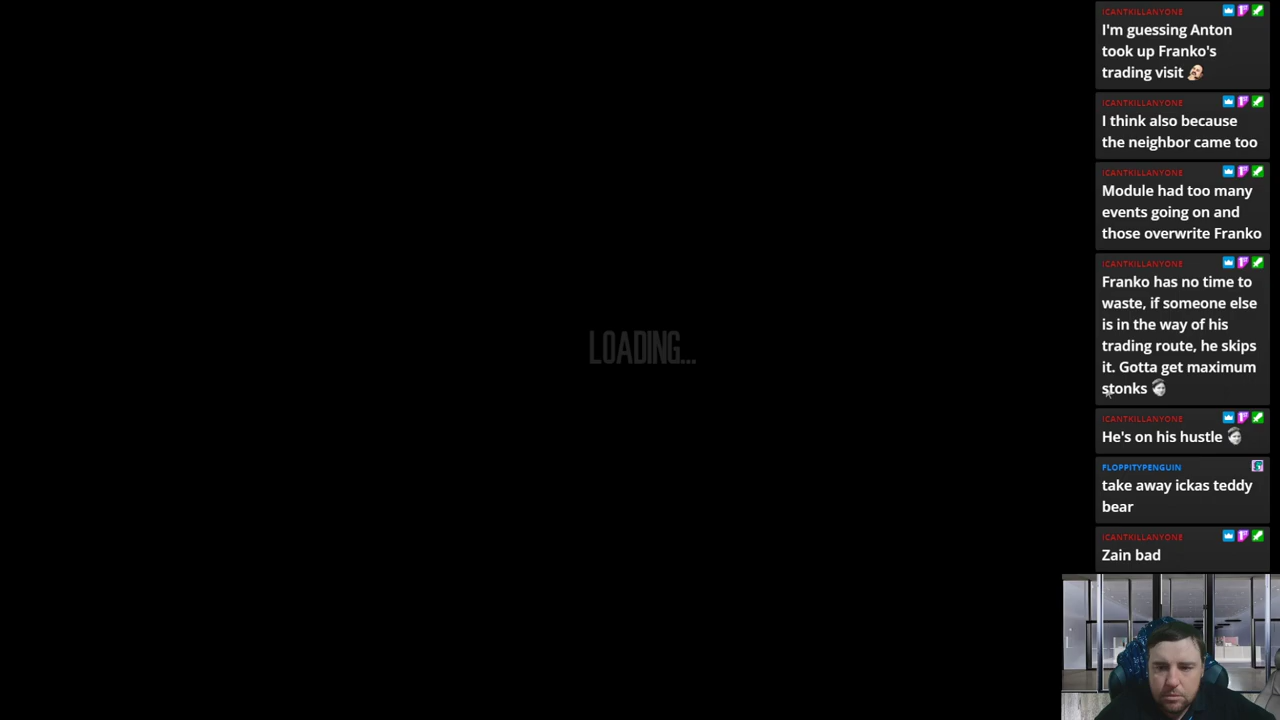 LOADING...
ICANTKILLANYONE
I'm guessing Anton
took up Franko's
trading visit
ICANTKILLANYONE
I think also because
the neighbor came too
ICANTKILLANYONE
Module had too many
events going on and
those overwrite Franko
ICANTKILLANYONE
Franko has no time to
waste, if someone else
is in the way of his
trading route, he skips
it. Gotta get maximum
stonks
ICANTKILLANYONE
He's on his hustle
FLOPPITYPENGUIN
take away ickas teddy
bear
ICANTKILLANYONE
Zain bad